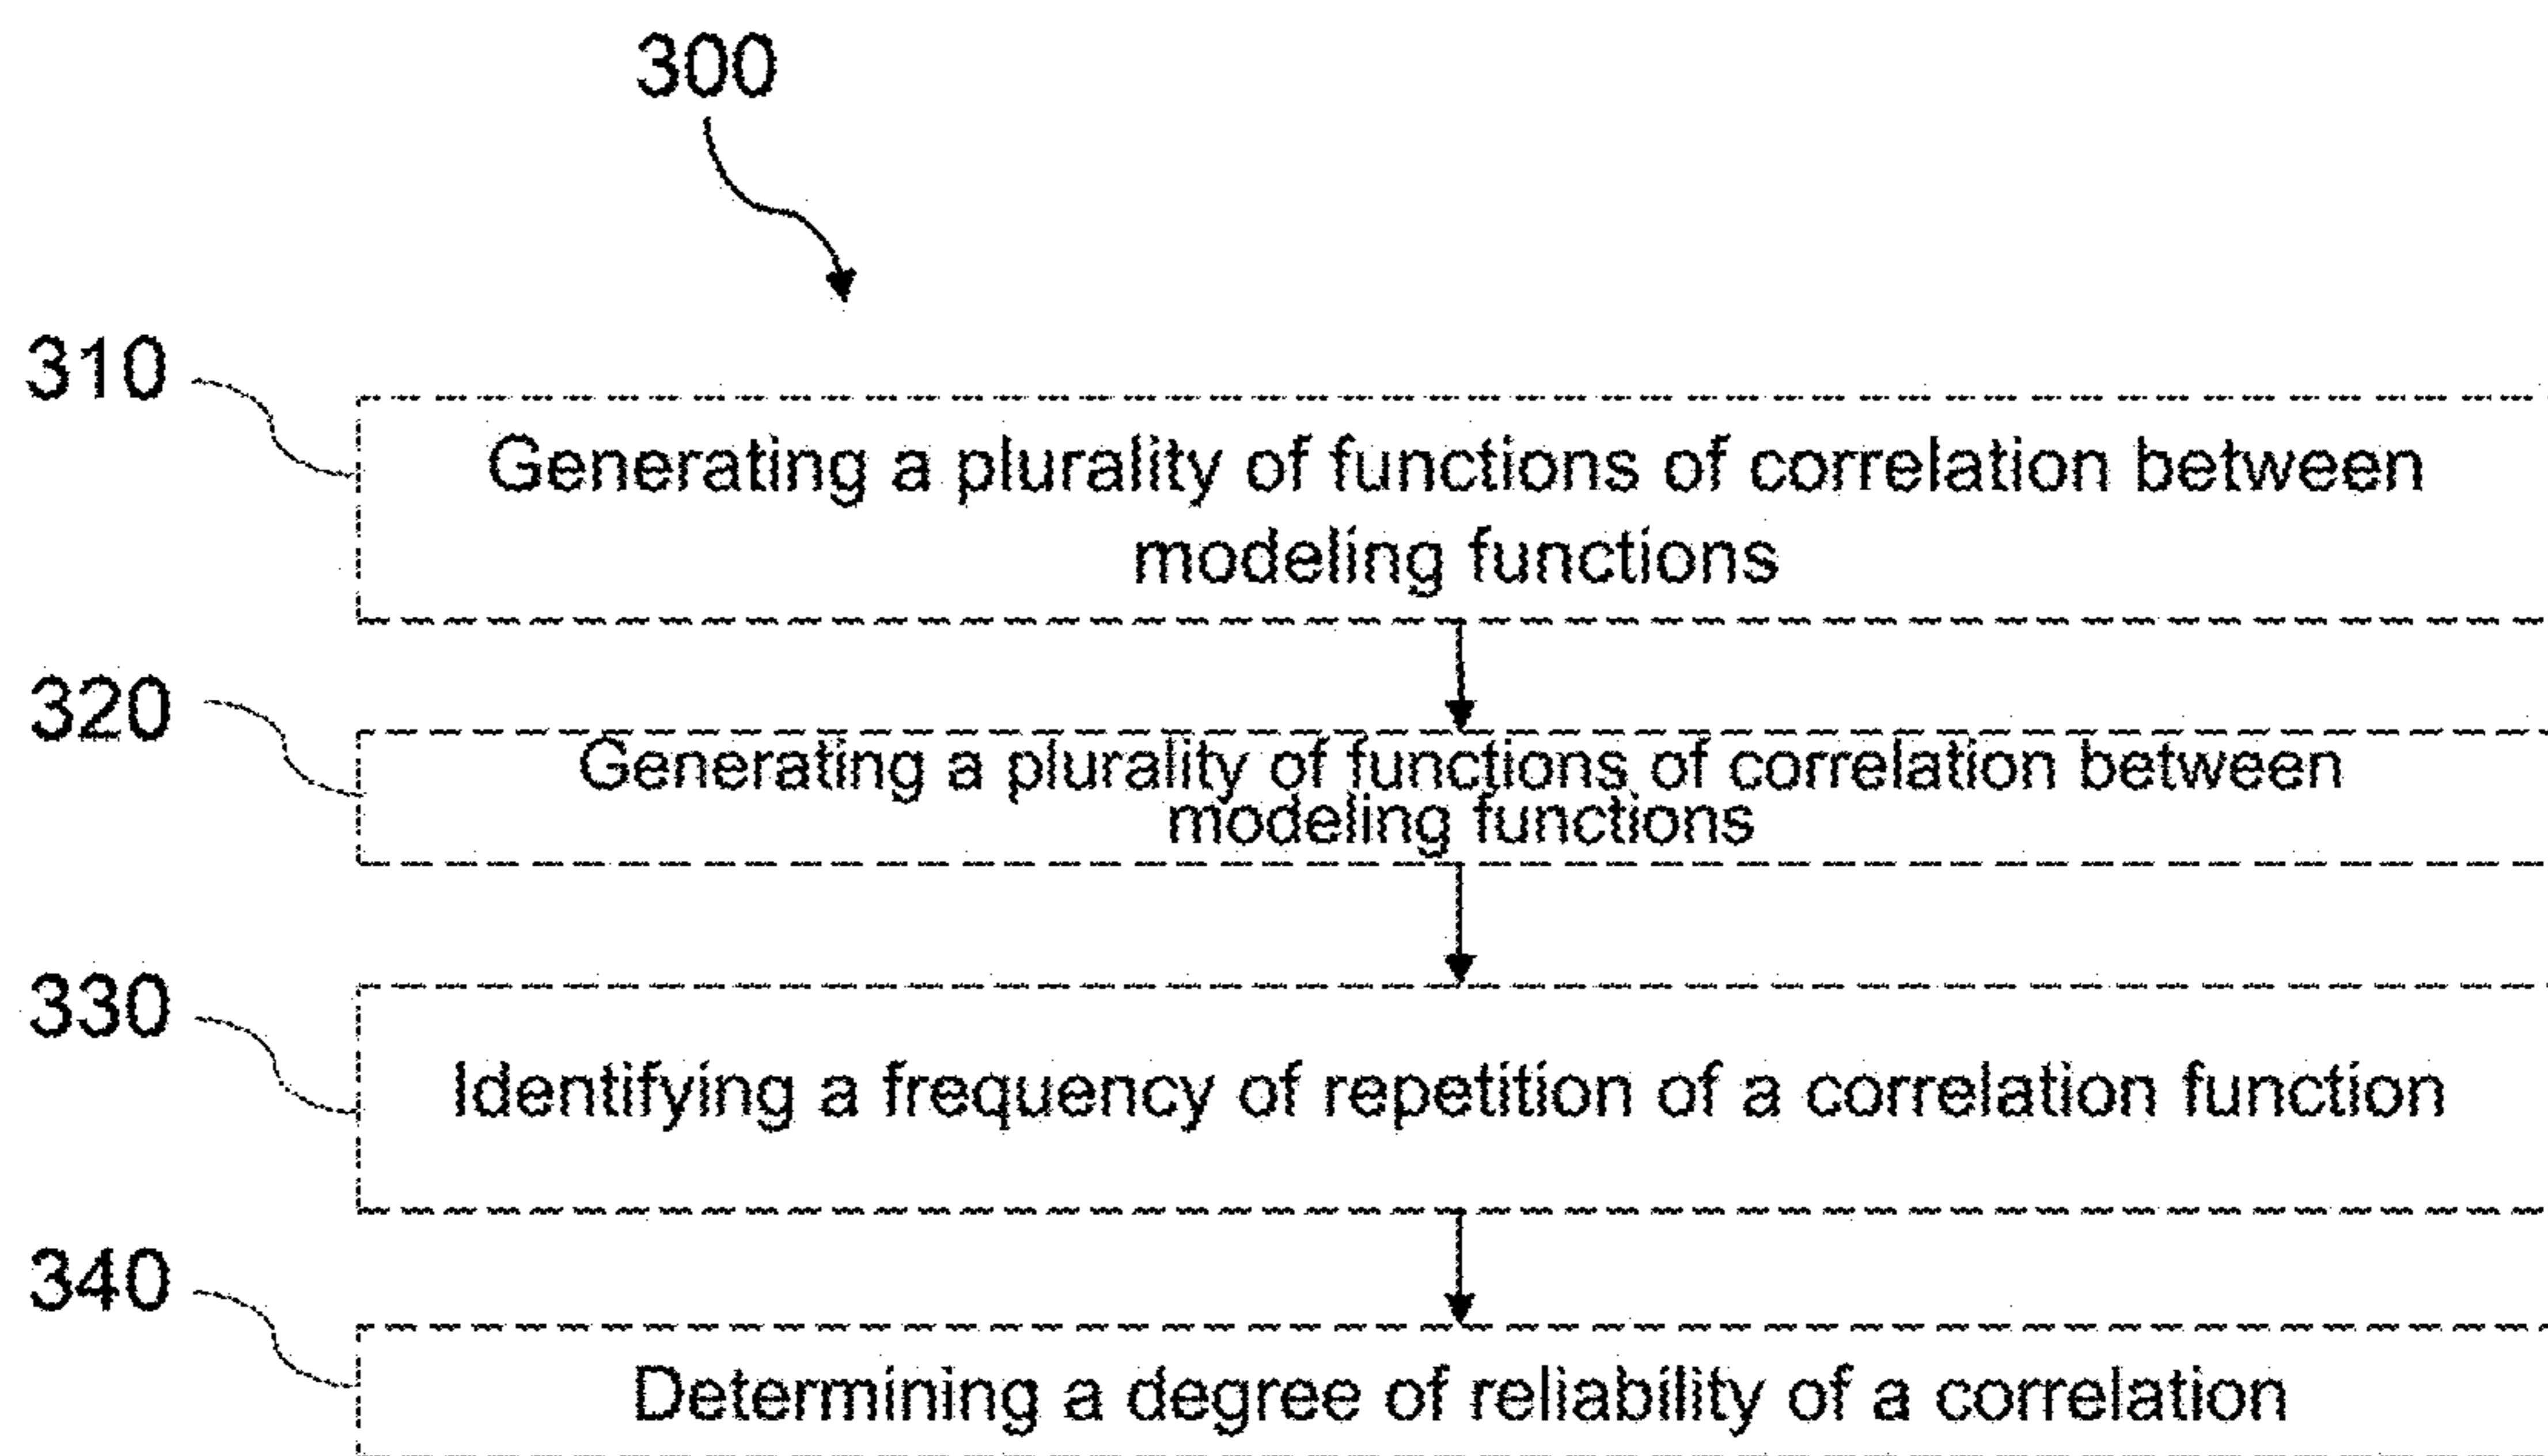 300
310
Generating a plurality of functions of correlation between
modeling functions
320
Generating a plurality of functions of correlation between
modeling functions
330
Identifying a frequency of repetition of a correlation function
340
Determining a degree of reliability of a correlation